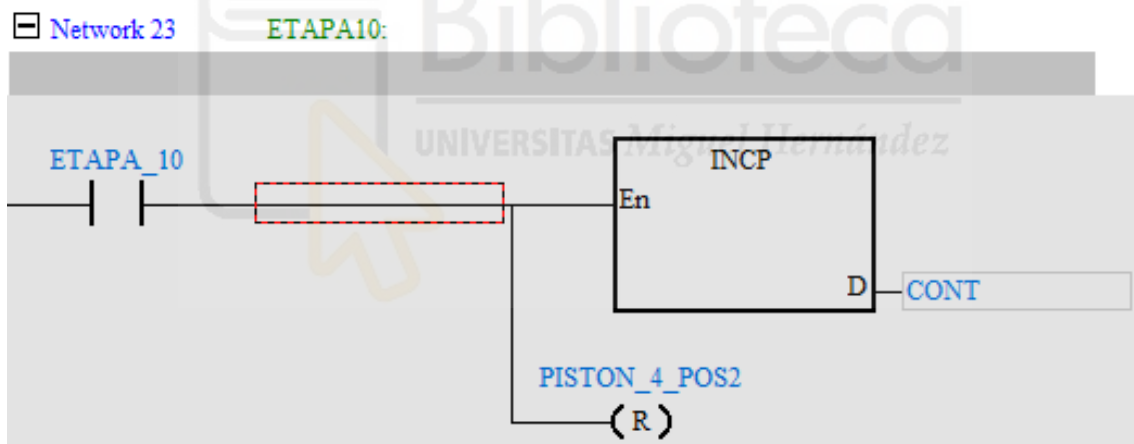 Network 23 ETAPA10:
Biblioteca
UNIVERSITAS Miguel Hernández
ETAPA_10
INCP
En
D
CONT
PISTON_4_POS2
R